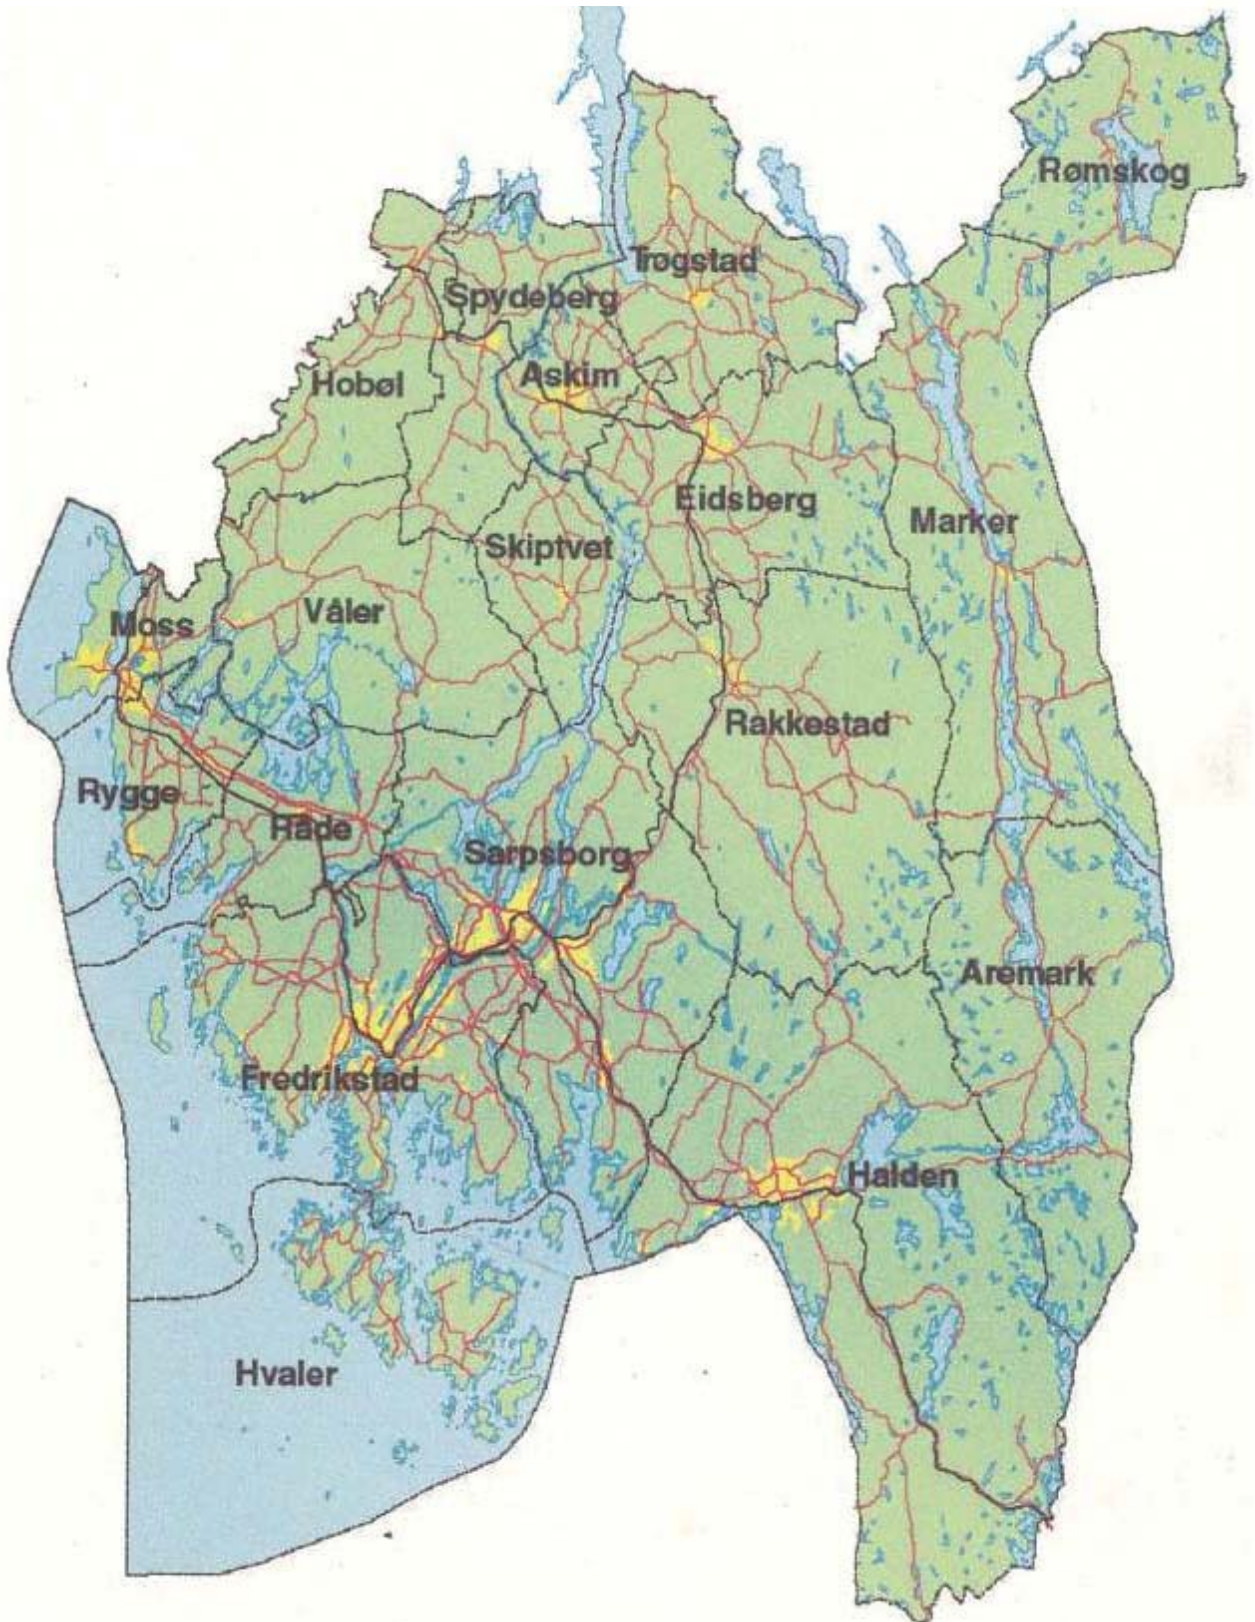 Rømskog
Trøgstad
Spydeberg
Askim
Hobøl
Eidsberg
Marker
Skiptvet
Våler
Moss
Rakkestad
Rygge
Råde
Sarpsborg
Aremark
Fredrikstad
Halden
Hvaler